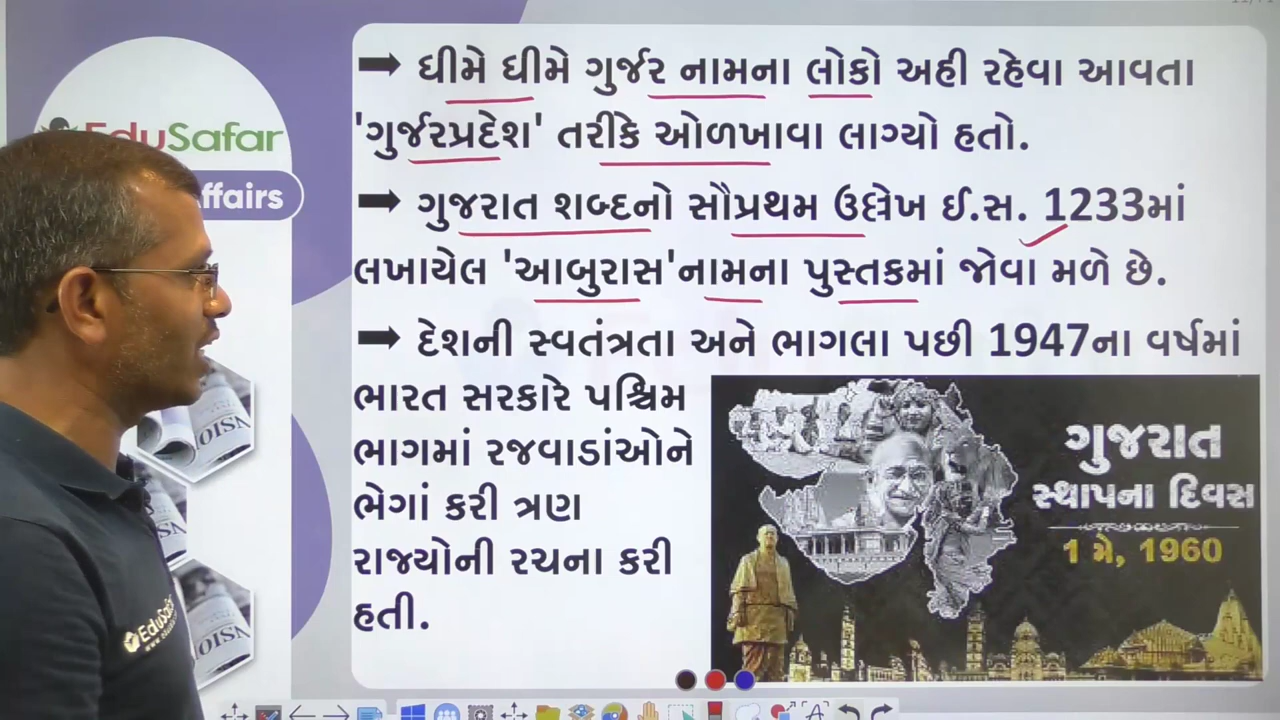 ➡ ધીમે ધીમે ગુર્જર નામના લોકો અહી રહેવા આવતા
'ગુર્જરપ્રદેશ' તરીકે ઓળખાવા લાગ્યો હતો.
➡ ગુજરાત શબ્દનો સૌપ્રથમ ઉલ્લેખ ઈ.સ. 1233માં
લખાયેલ 'આબુરાસ'નામના પુસ્તકમાં જોવા મળે છે.
➡ દેશની સ્વતંત્રતા અને ભાગલા પછી 1947ના વર્ષમાં
ભારત સરકારે પશ્ચિમ
ભાગમાં રજવાડાંઓને
ભેગાં કરી ત્રણ
રાજ્યોની રચના કરી
હતી.
ગુજરાત
સ્થાપના દિવસ
1 મે, 1960
EduSafar
ffairs
EduSafar